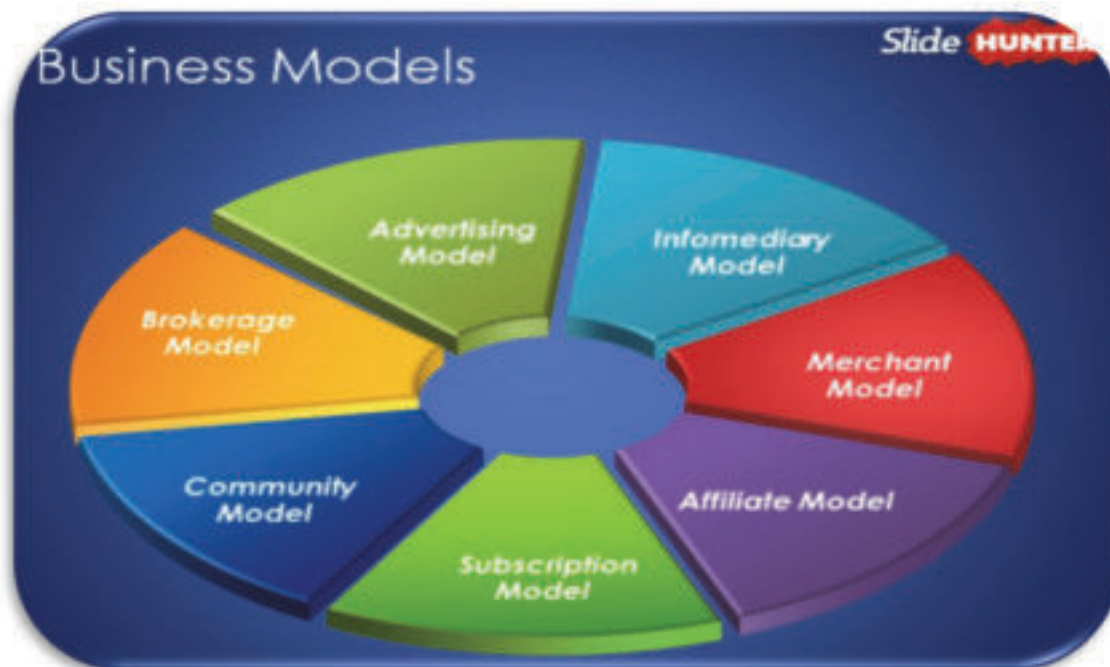 Business Models
Slide HUNTER
Advertising
Model
Infomediary
Model
Brokerage
Model
Merchant
Model
Community
Model
Affiliate Model
Subscription
Model